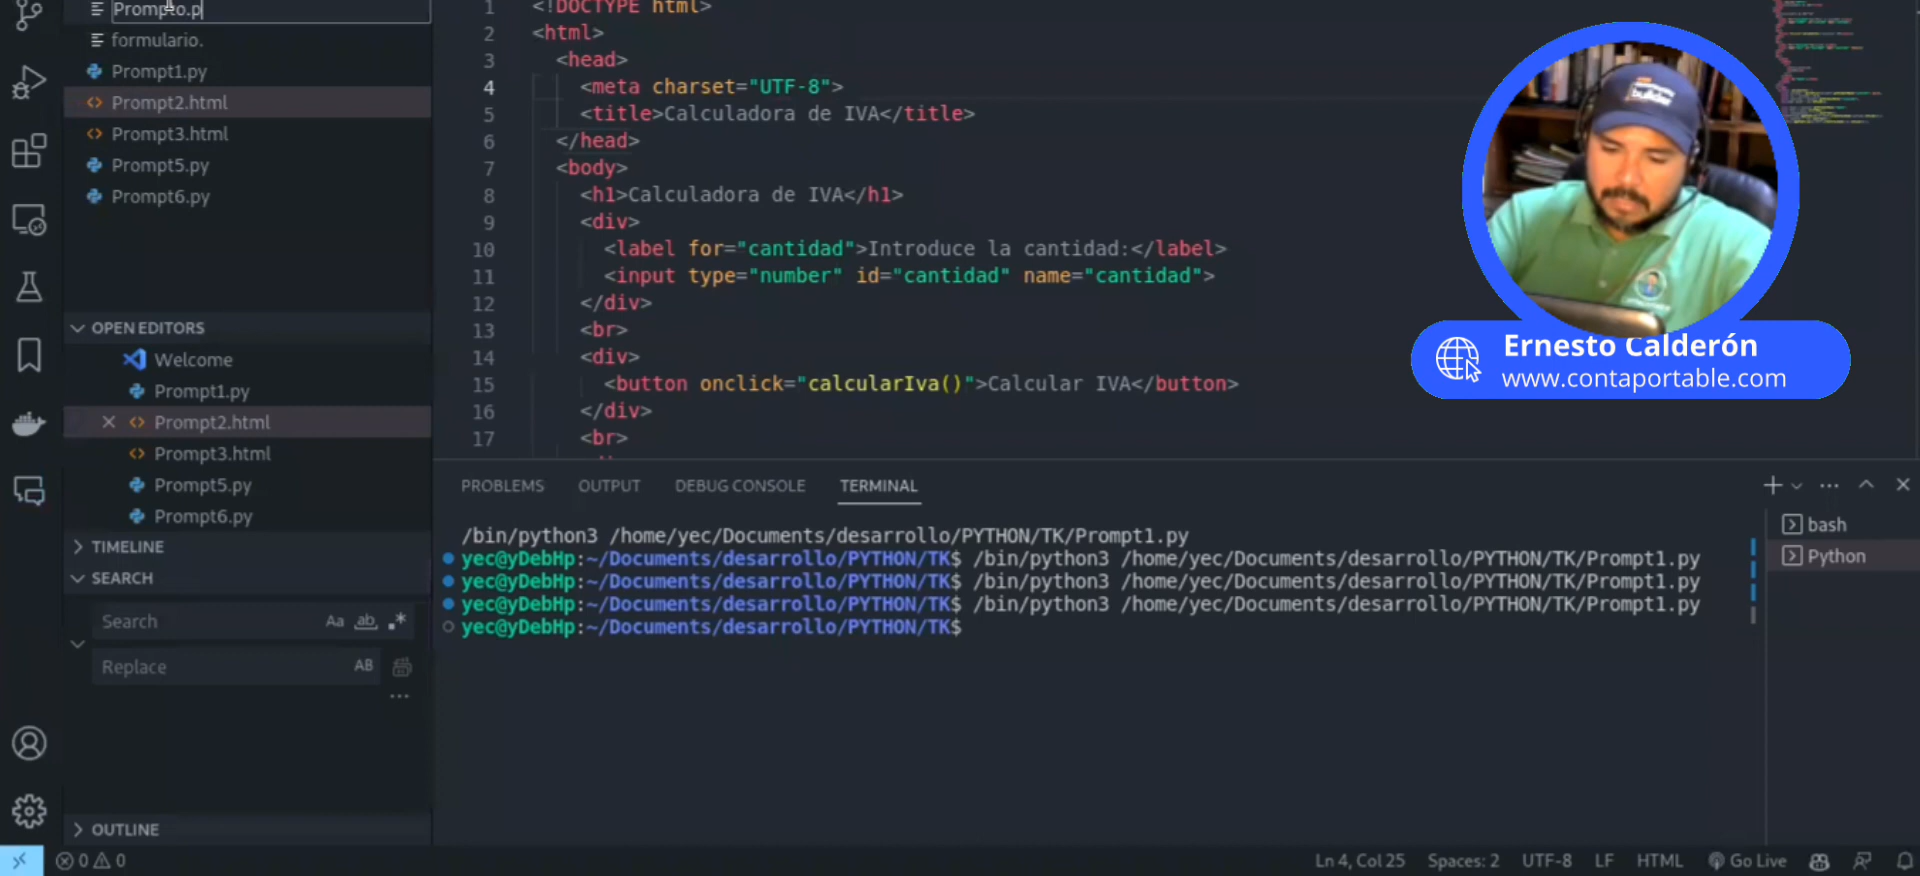 Prompto.p
formulario.
Prompt1.py
Prompt2.html
Prompt3.html
Prompt5.py
Prompt6.py
OPEN EDITORS
Welcome
Prompt1.py
Prompt2.html
Prompt3.html
Prompt5.py
Prompt6.py
TIMELINE
SEARCH
Search
Aa ab .*
Replace
AB
...
OUTLINE
1 <!DOCTYPE html>
2 <html>
3 <head>
4 <meta charset="UTF-8">
5 <title>Calculadora de IVA</title>
6 </head>
7 <body>
8 <h1>Calculadora de IVA</h1>
9 <div>
10 <label for="cantidad">Introduce la cantidad:</label>
11 <input type="number" id="cantidad" name="cantidad">
12 </div>
13 <br>
14 <div>
15 <button onclick="calcularIva()">Calcular IVA</button>
16 </div>
17 <br>
builder
Ernesto Calderón
www.contaportable.com
PROBLEMS OUTPUT DEBUG CONSOLE TERMINAL
/bin/python3 /home/yec/Documents/desarrollo/PYTHON/TK/Prompt1.py
yec@yDebHp:~/Documents/desarrollo/PYTHON/TK$ /bin/python3 /home/yec/Documents/desarrollo/PYTHON/TK/Prompt1.py
yec@yDebHp:~/Documents/desarrollo/PYTHON/TK$ /bin/python3 /home/yec/Documents/desarrollo/PYTHON/TK/Prompt1.py
yec@yDebHp:~/Documents/desarrollo/PYTHON/TK$ /bin/python3 /home/yec/Documents/desarrollo/PYTHON/TK/Prompt1.py
yec@yDebHp:~/Documents/desarrollo/PYTHON/TK$
bash
Python
0 0
Ln 4, Col 25 Spaces: 2 UTF-8 LF HTML Go Live